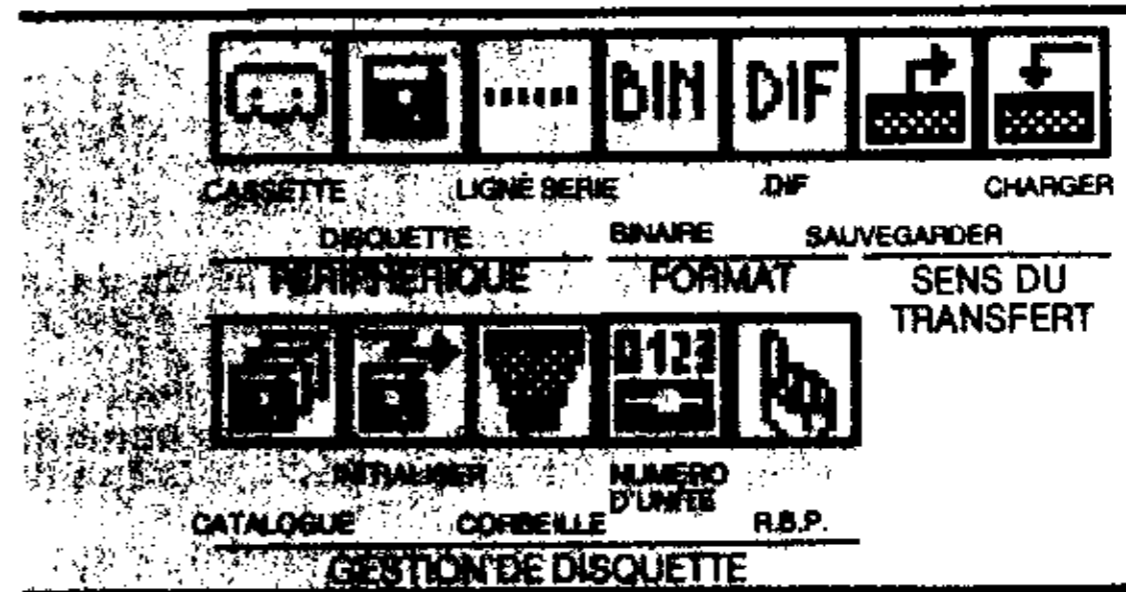 BIN DIF
CASSETTE LIGNE SERIE DIF CHARGER
DISQUETTE BINAIRE SAUVEGARDER
PERIPHERIQUE FORMAT SENS DU
TRANSFERT
0123
INITIALISER NUMERO
D'UNITE
CATALOGUE CORBEILLE R.B.P.
GESTION DE DISQUETTE